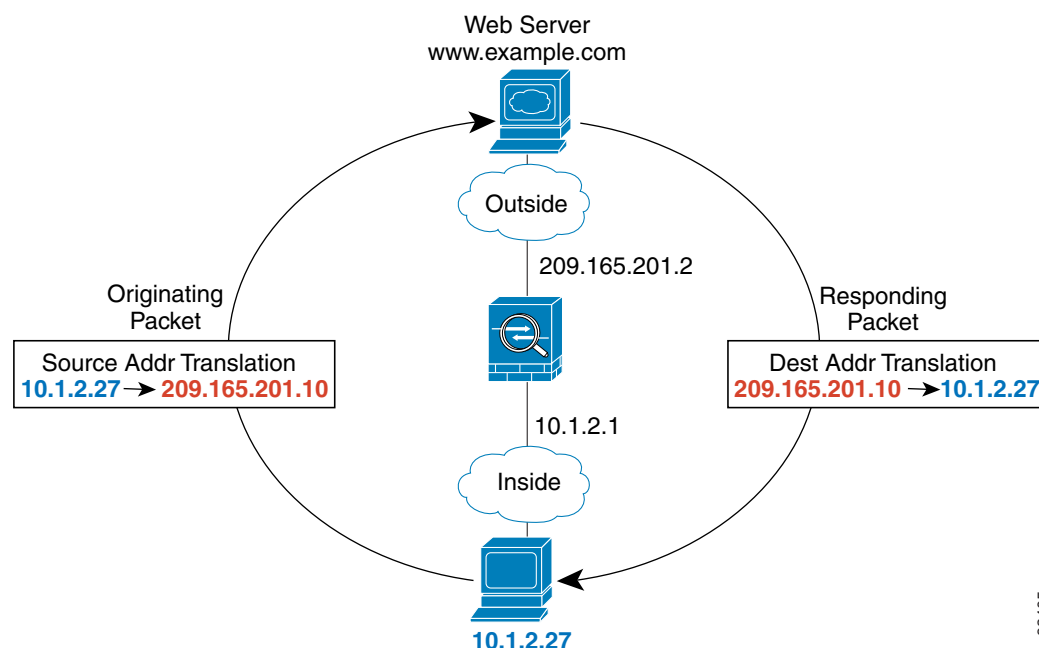 Web Server
www.example.com
Outside
209.165.201.2
Originating
Packet
Responding
Packet
Source Addr Translation
10.1.2.27 209.165.201.10
Dest Addr Translation
209.165.201.10 10.1.2.27
10.1.2.1
Inside
10.1.2.27